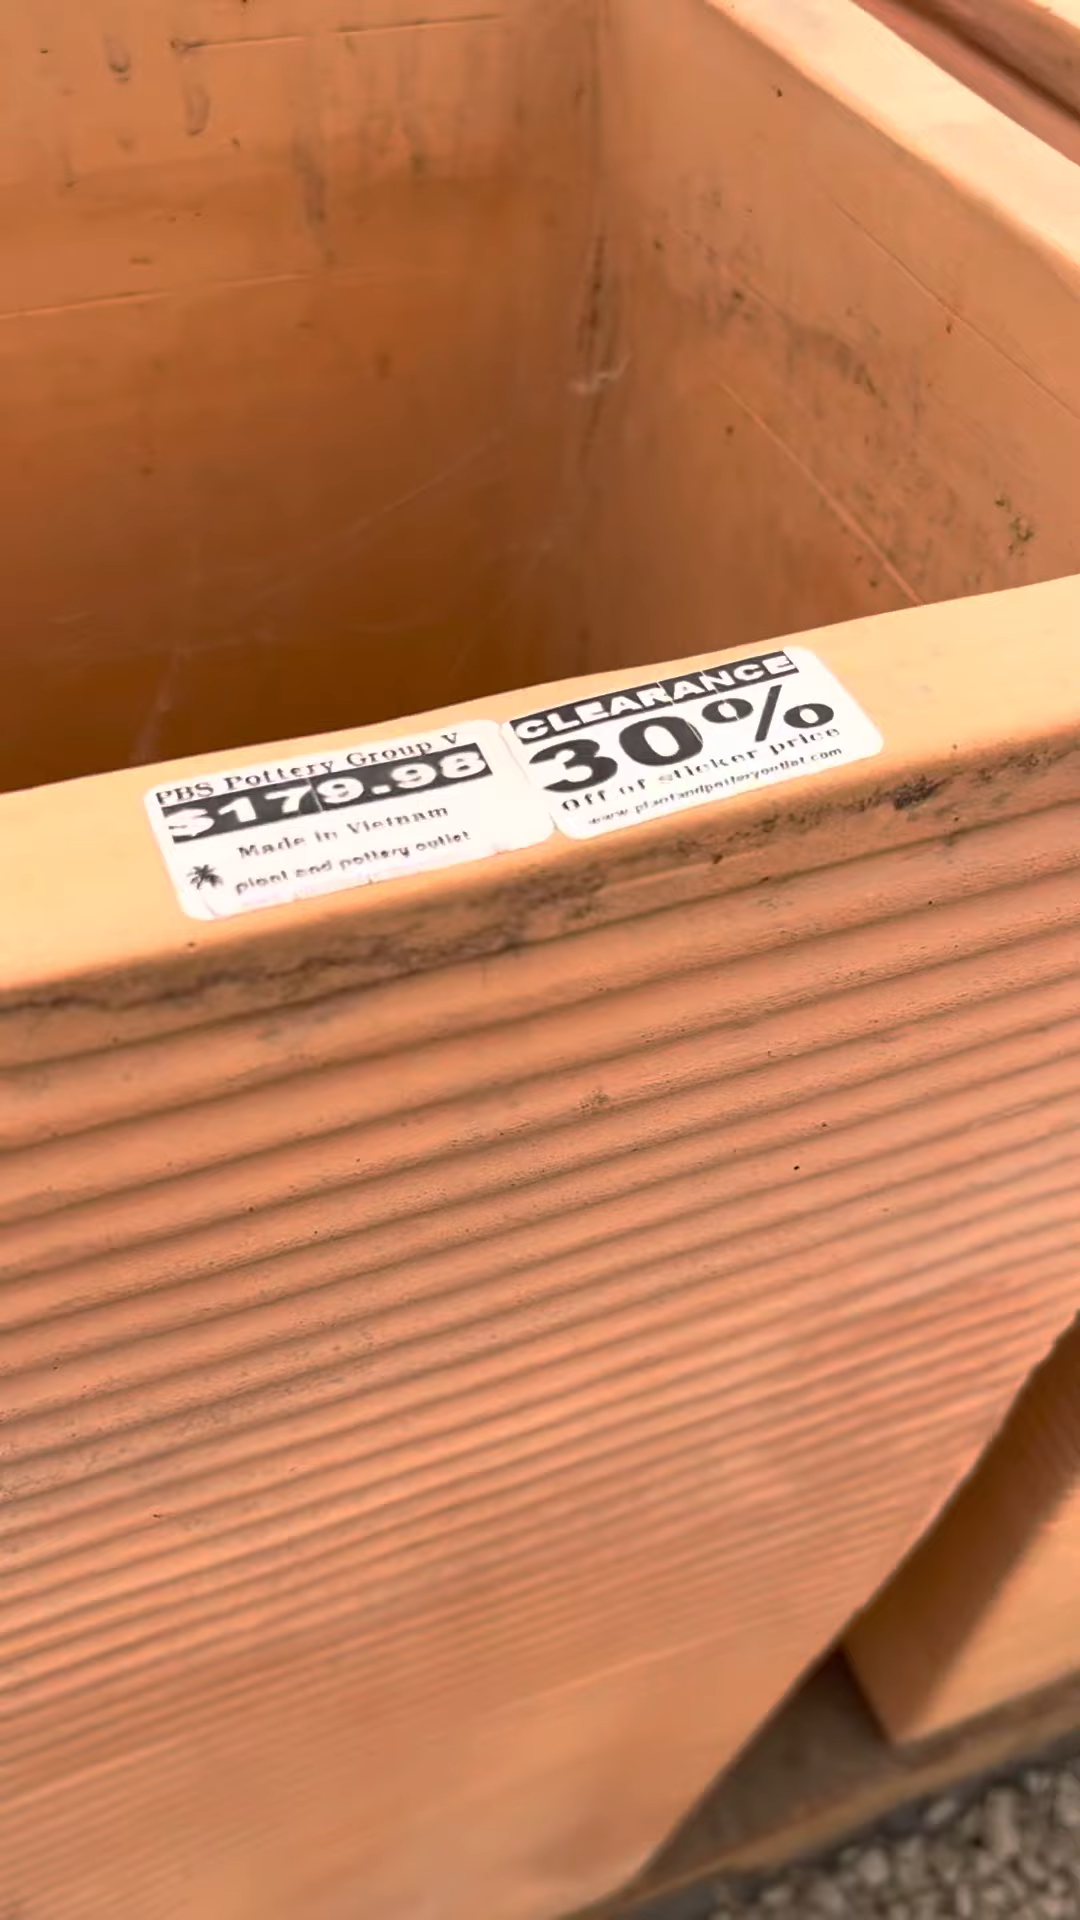 PBS Pottery Group V
$179.98
Made in Vietnam
plant and pottery outlet
CLEARANCE
30%
Off of sticker price
www.plantandpotteryoutlet.com